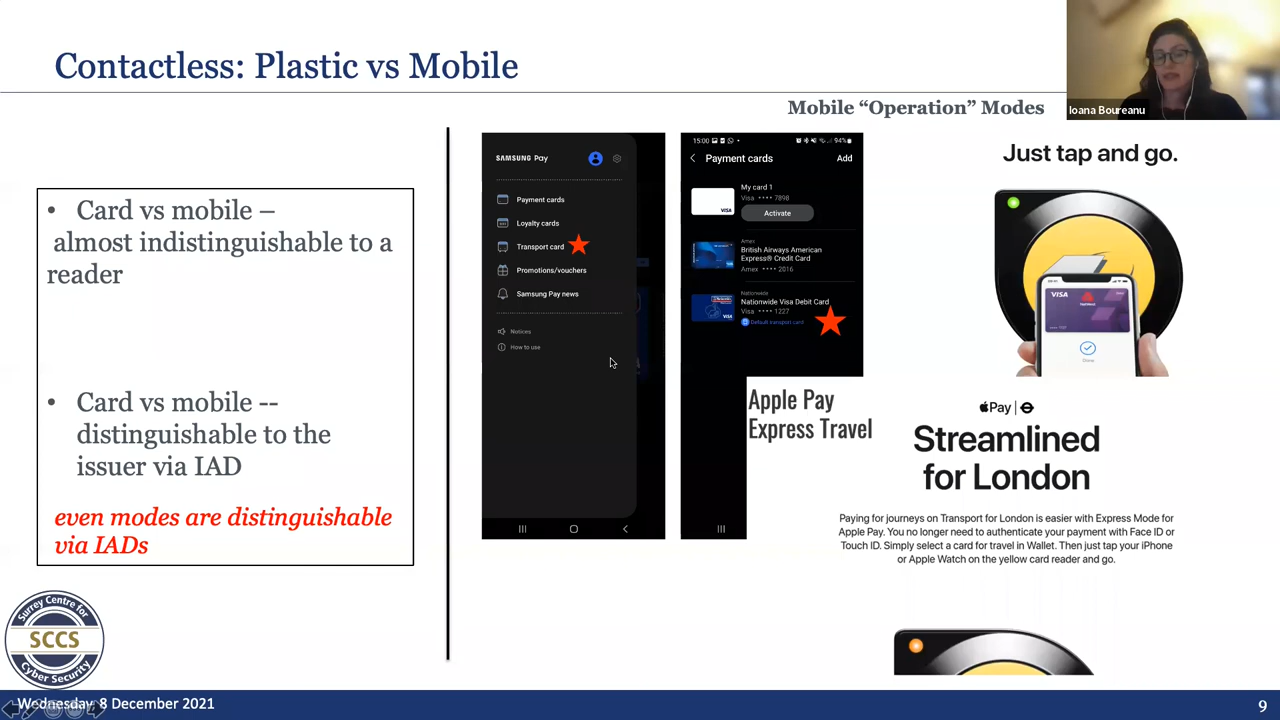 Contactless: Plastic vs Mobile
Mobile “Operation” Modes
Ioana Boureanu
• Card vs mobile –
almost indistinguishable to a
reader
• Card vs mobile --
distinguishable to the
issuer via IAD
even modes are distinguishable
via IADs
SAMSUNG Pay
Payment cards
Loyalty cards
Transport card
Promotions/vouchers
Samsung Pay news
Notices
How to use
15:00
94%
Payment cards
Add
My card 1
Visa •••• 7898
Activate
VISA
Amex
British Airways American
Express® Credit Card
Amex •••• 2016
Nationwide
Nationwide Visa Debit Card
Visa •••• 1227
Default transport card
Apple Pay
Express Travel
Just tap and go.
VISA
Done
Pay |
Streamlined
for London
Paying for journeys on Transport for London is easier with Express Mode for
Apple Pay. You no longer need to authenticate your payment with Face ID or
Touch ID. Simply select a card for travel in Wallet. Then just tap your iPhone
or Apple Watch on the yellow card reader and go.
Surrey Centre for
SCCS
Cyber Security
Wednesday, 8 December 2021
9